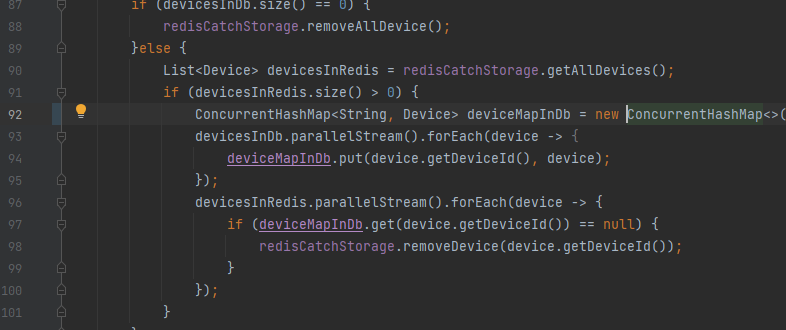 87 if (devicesInDb.size() == 0) {
88 redisCatchStorage.removeAllDevice();
89 }else {
90 List<Device> devicesInRedis = redisCatchStorage.getAllDevices();
91 if (devicesInRedis.size() > 0) {
92 ConcurrentHashMap<String, Device> deviceMapInDb = new ConcurrentHashMap<>(
93 devicesInDb.parallelStream().forEach(device -> {
94 deviceMapInDb.put(device.getDeviceId(), device);
95 });
96 devicesInRedis.parallelStream().forEach(device -> {
97 if (deviceMapInDb.get(device.getDeviceId()) == null) {
98 redisCatchStorage.removeDevice(device.getDeviceId());
99 }
100 });
101 }